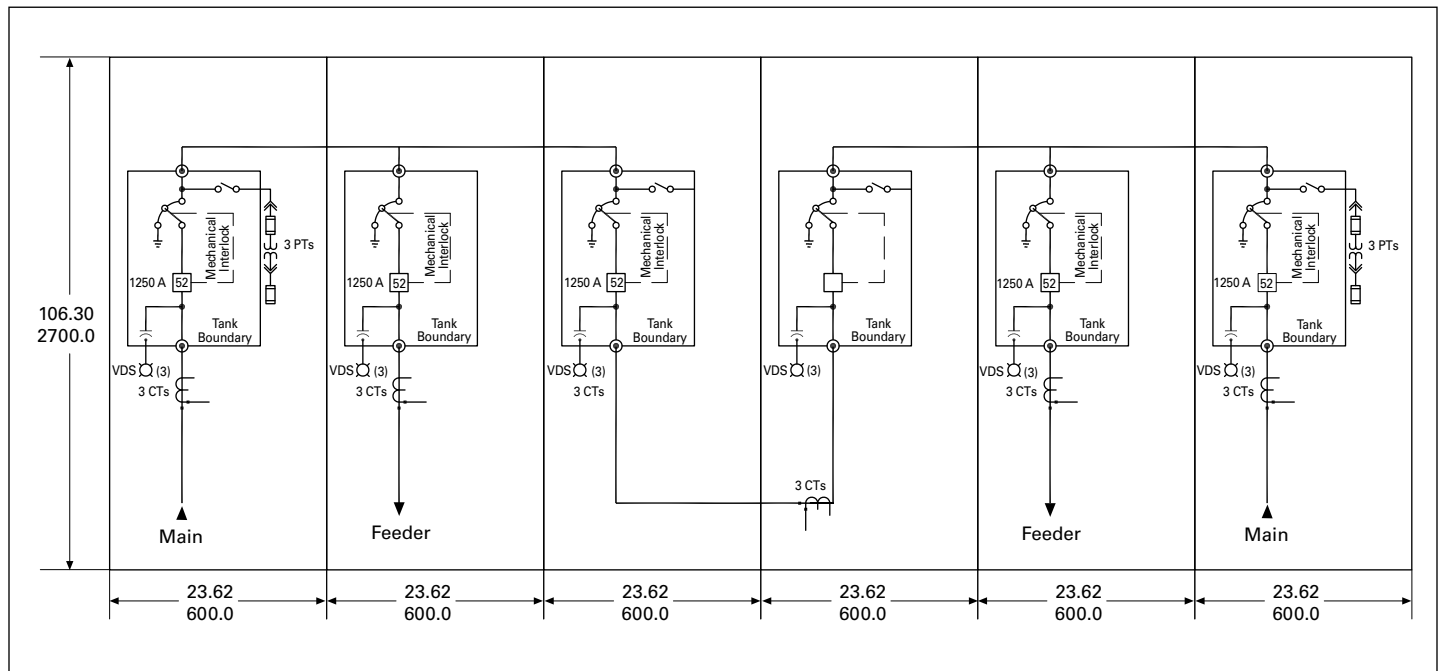 106.30
2700.0
Mechanical
Interlock
3 PTs
1250 A
52
Tank
Boundary
VDS (3)
3 CTs
Main
Mechanical
Interlock
1250 A
52
Tank
Boundary
VDS (3)
3 CTs
Feeder
Mechanical
Interlock
1250 A
52
Tank
Boundary
VDS (3)
3 CTs
VDS (3)
3 CTs
Mechanical
Interlock
1250 A
52
Tank
Boundary
VDS (3)
3 CTs
Feeder
Mechanical
Interlock
3 PTs
1250 A
52
Tank
Boundary
VDS (3)
3 CTs
Main
23.62
600.0
23.62
600.0
23.62
600.0
23.62
600.0
23.62
600.0
23.62
600.0